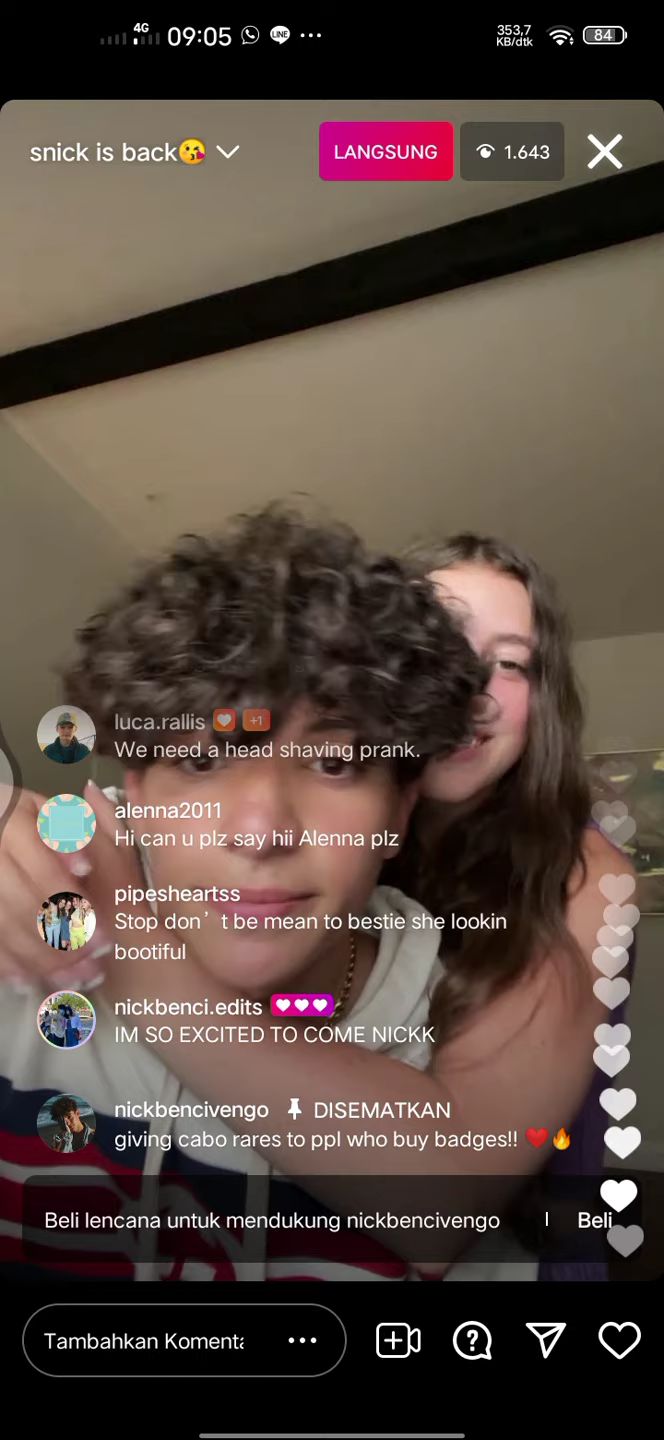 4G
09:05
LINE
353,7
KB/dtk
84
snick is back😘
LANGSUNG
1.643
luca.rallis +1
We need a head shaving prank.
alenna2011
Hi can u plz say hii Alenna plz
pipesheartss
Stop don’t be mean to bestie she lookin
bootiful
nickbenci.edits
IM SO EXCITED TO COME NICKK
nickbencivengo DISEMATKAN
giving cabo rares to ppl who buy badges!! ❤️🔥
Beli lencana untuk mendukung nickbencivengo | Beli
Tambahkan Komenta